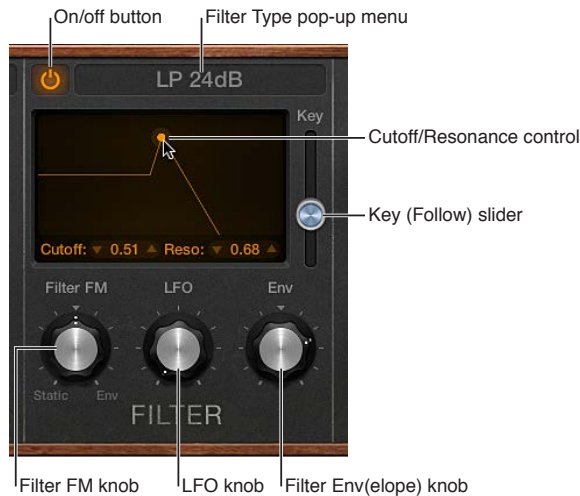 On/off button
Filter Type pop-up menu
LP 24dB
Key
Cutoff/Resonance control
Key (Follow) slider
Cutoff: 0.51 Reso: 0.68
Filter FM LFO Env
Static Env
FILTER
Filter FM knob
LFO knob
Filter Env(elope) knob